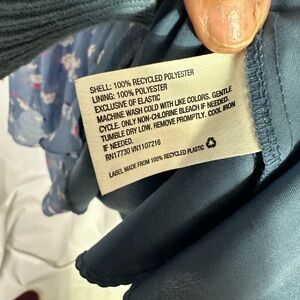 SHELL: 100% RECYCLED POLYESTER
LINING: 100% POLYESTER
EXCLUSIVE OF ELASTIC
MACHINE WASH COLD WITH LIKE COLORS. GENTLE
CYCLE. ONLY NON-CHLORINE BLEACH IF NEEDED.
TUMBLE DRY LOW. REMOVE PROMPTLY. COOL IRON
IF NEEDED.
RN17730 VN1107216
LABEL MADE FROM 100% RECYCLED PLASTIC